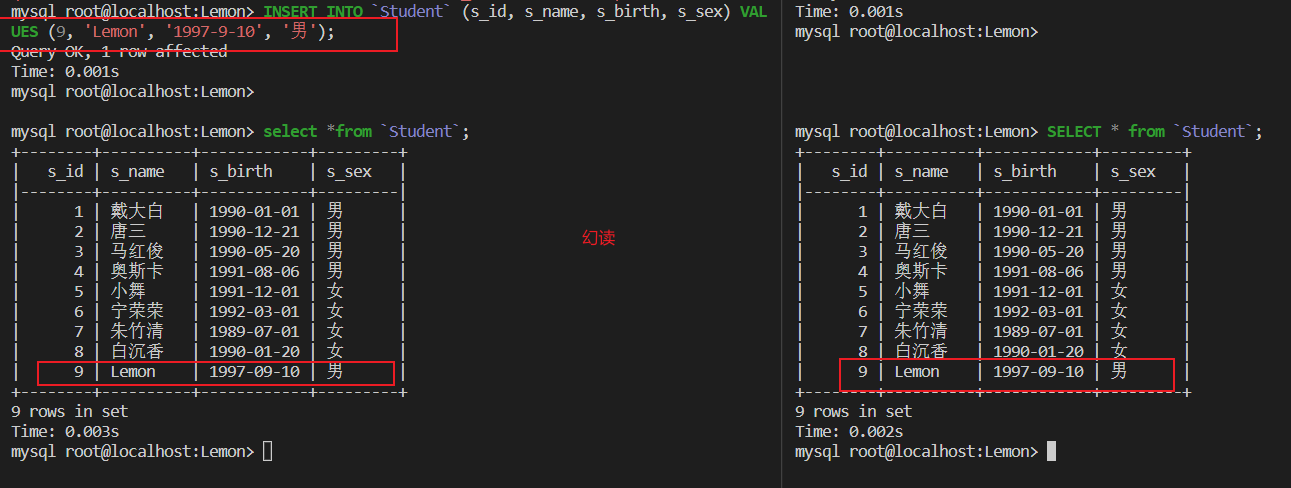 mysql root@localhost:Lemon> INSERT INTO `Student` (s_id, s_name, s_birth, s_sex) VAL
UES (9, 'Lemon', '1997-9-10', '男');
Query OK, 1 row affected
Time: 0.001s
mysql root@localhost:Lemon>
mysql root@localhost:Lemon> select *from `Student`;
+--------+----------+------------+---------+
|   s_id | s_name   | s_birth    | s_sex   |
|--------+----------+------------+---------|
|      1 | 戴大白   | 1990-01-01 | 男      |
|      2 | 唐三     | 1990-12-21 | 男      |
|      3 | 马红俊   | 1990-05-20 | 男      |
|      4 | 奥斯卡   | 1991-08-06 | 男      |
|      5 | 小舞     | 1991-12-01 | 女      |
|      6 | 宁荣荣   | 1992-03-01 | 女      |
|      7 | 朱竹清   | 1989-07-01 | 女      |
|      8 | 白沉香   | 1990-01-20 | 女      |
|      9 | Lemon    | 1997-09-10 | 男      |
+--------+----------+------------+---------+
9 rows in set
Time: 0.003s
mysql root@localhost:Lemon>
幻读
Time: 0.001s
mysql root@localhost:Lemon>
mysql root@localhost:Lemon> SELECT * from `Student`;
+--------+----------+------------+---------+
|   s_id | s_name   | s_birth    | s_sex   |
|--------+----------+------------+---------|
|      1 | 戴大白   | 1990-01-01 | 男      |
|      2 | 唐三     | 1990-12-21 | 男      |
|      3 | 马红俊   | 1990-05-20 | 男      |
|      4 | 奥斯卡   | 1991-08-06 | 男      |
|      5 | 小舞     | 1991-12-01 | 女      |
|      6 | 宁荣荣   | 1992-03-01 | 女      |
|      7 | 朱竹清   | 1989-07-01 | 女      |
|      8 | 白沉香   | 1990-01-20 | 女      |
|      9 | Lemon    | 1997-09-10 | 男      |
+--------+----------+------------+---------+
9 rows in set
Time: 0.002s
mysql root@localhost:Lemon>